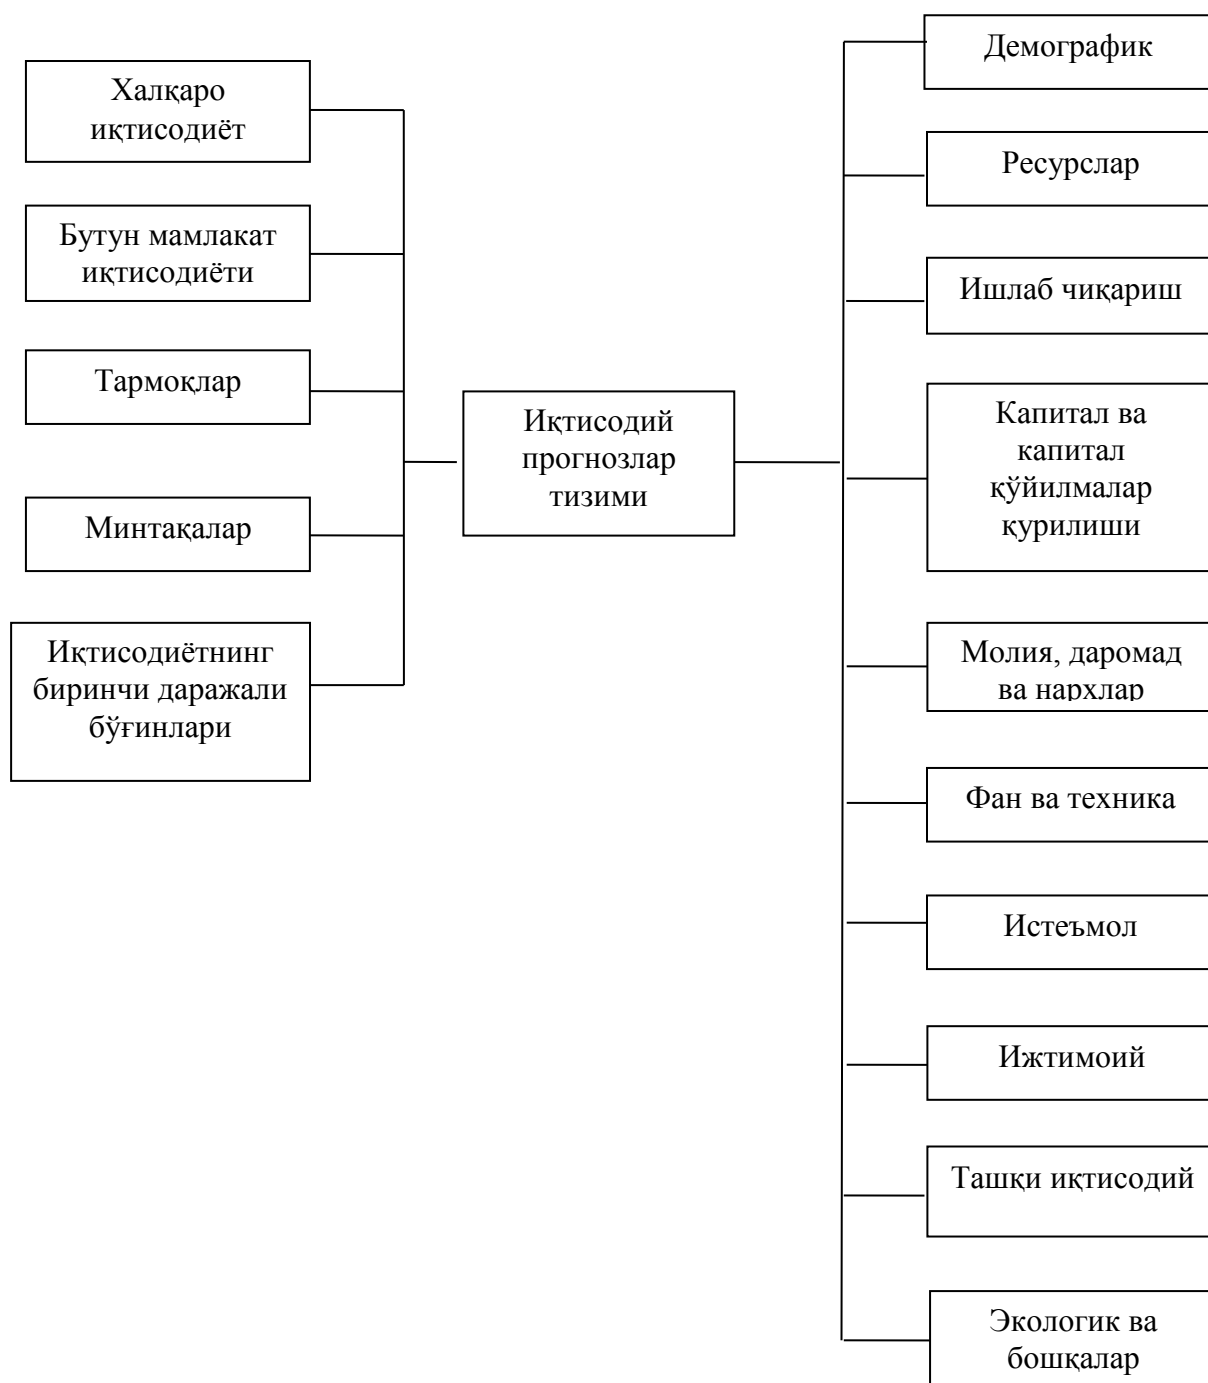 Халқаро
иқтисодиёт
Бутун мамлакат
иқтисодиёти
Тармоқлар
Минтақалар
Иқтисодиётнинг
биринчи даражали
бўғинлари
Иқтисодий
прогнозлар
тизими
Демографик
Ресурслар
Ишлаб чиқариш
Капитал ва
капитал
қўйилмалар
қурилиши
Молия, даромад
ва нархлар
Фан ва техника
Истеъмол
Ижтимоий
Ташқи иқтисодий
Экологик ва
бошқалар